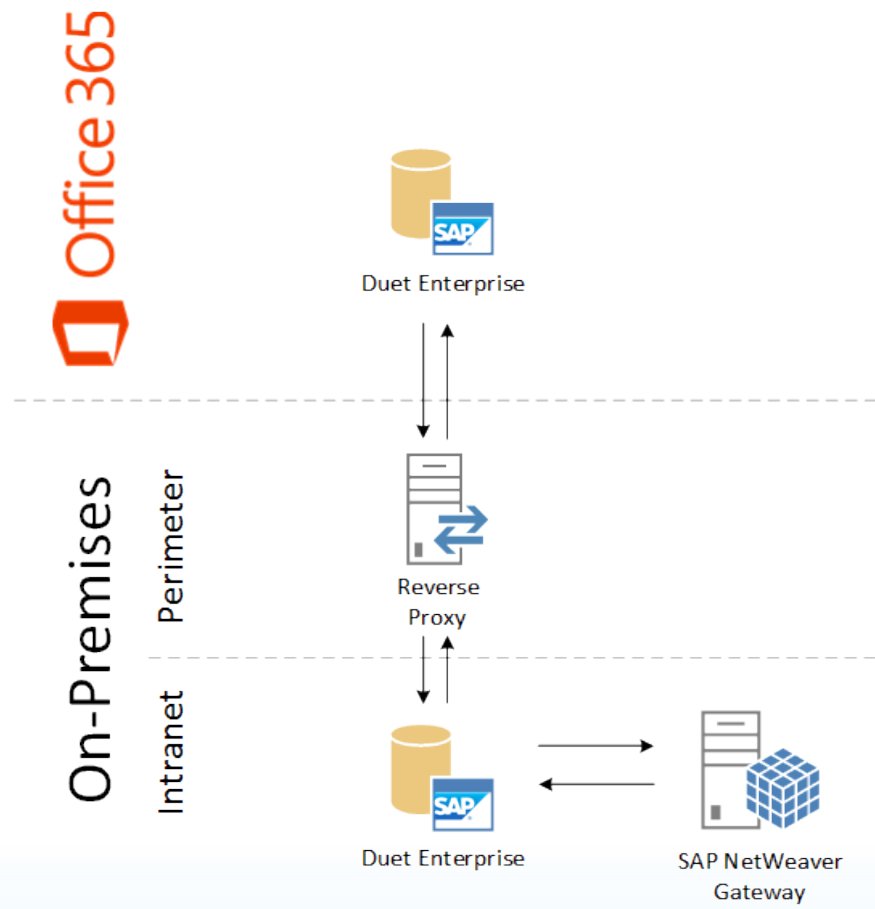 Office 365
SAP
Duet Enterprise
On-Premises
Perimeter
Reverse
Proxy
Intranet
SAP
Duet Enterprise
SAP NetWeaver
Gateway